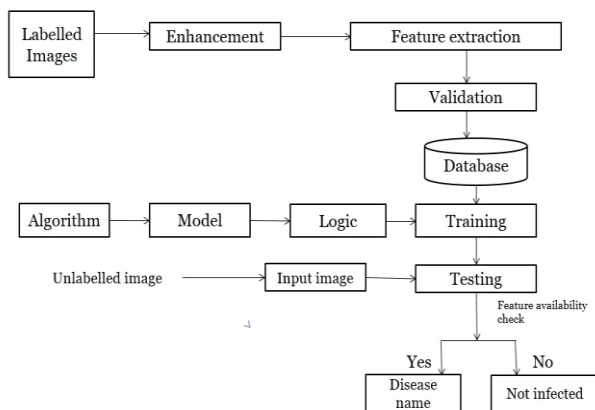 Labelled
Images
Enhancement
Feature extraction
Validation
Database
Algorithm
Model
Logic
Training
Unlabelled image
Input image
Testing
Feature availability
check
Yes
No
Disease
name
Not infected